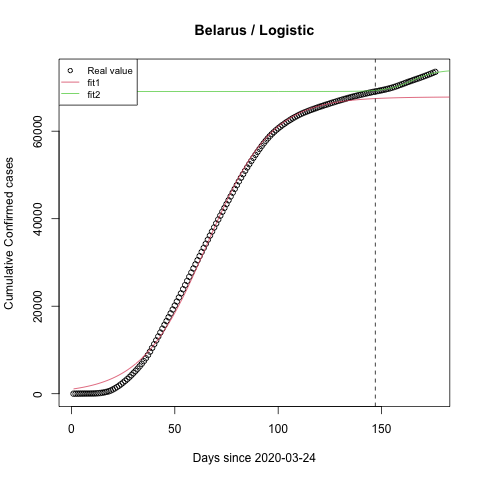 Belarus / Logistic
Real value
fit1
fit2
Cumulative Confirmed cases
60000
40000
20000
0
0 50 100 150
Days since 2020-03-24